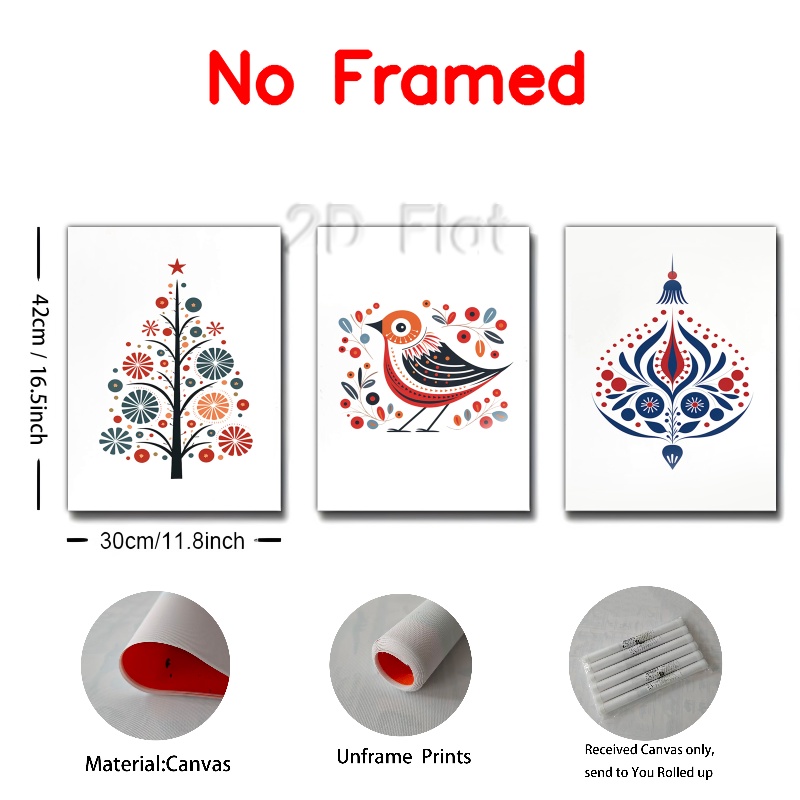 No Framed
2D Flat
42cm / 16.5inch
30cm/11.8inch
Material:Canvas
Unframe Prints
Received Canvas only,
send to You Rolled up